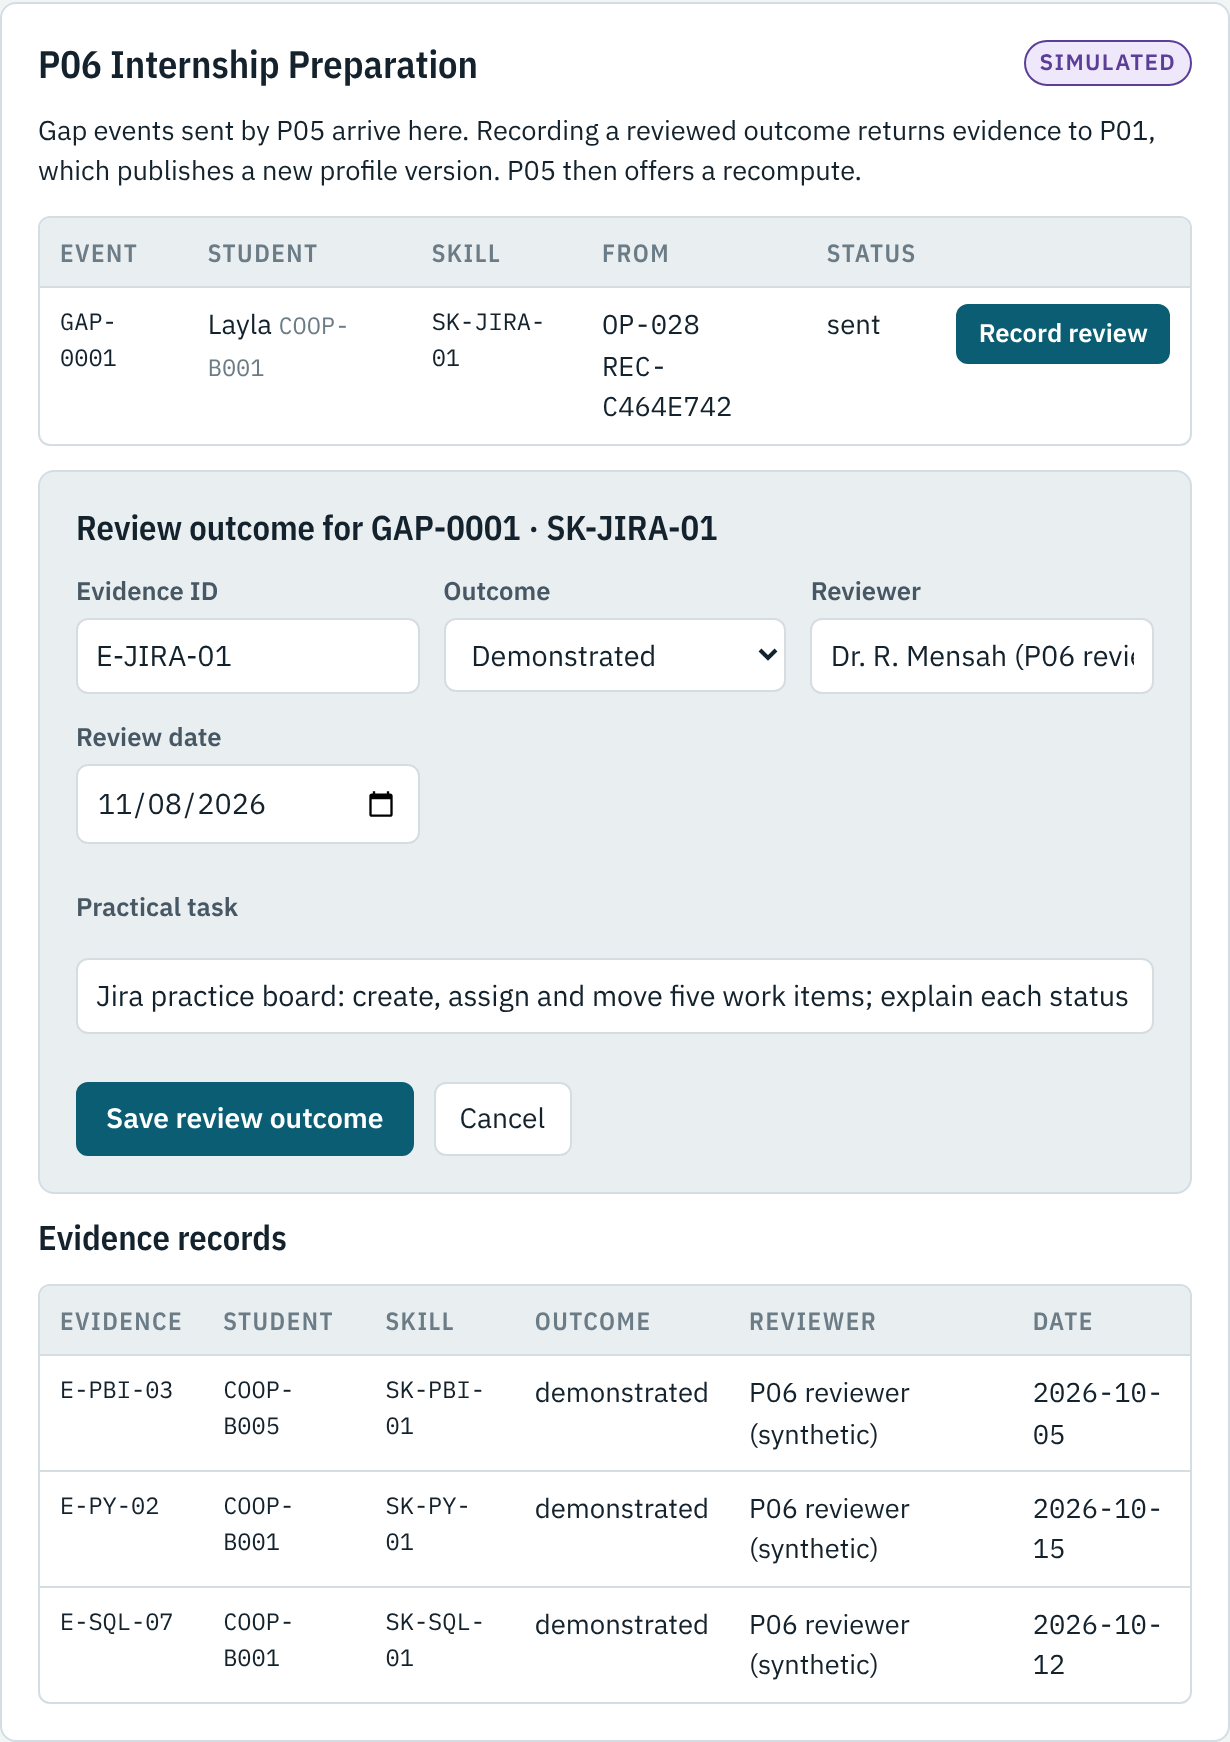 P06 Internship Preparation
SIMULATED
Gap events sent by P05 arrive here. Recording a reviewed outcome returns evidence to P01,
which publishes a new profile version. P05 then offers a recompute.
EVENT STUDENT SKILL FROM STATUS
GAP- Layla COOP- SK-JIRA- OP-028 sent Record review
0001 B001 01 REC-
C464E742
Review outcome for GAP-0001 · SK-JIRA-01
Evidence ID Outcome Reviewer
E-JIRA-01 Demonstrated Dr. R. Mensah (P06
Review date
11/08/2026
Practical task
Jira practice board: create, assign and move five work items; explain each status
Save review outcome Cancel
Evidence records
EVIDENCE STUDENT SKILL OUTCOME REVIEWER DATE
E-PBI-03 COOP- SK-PBI- demonstrated P06 reviewer 2026-10-
B005 01 (synthetic) 05
E-PY-02 COOP- SK-PY- demonstrated P06 reviewer 2026-10-
B001 01 (synthetic) 15
E-SQL-07 COOP- SK-SQL- demonstrated P06 reviewer 2026-10-
B001 01 (synthetic) 12